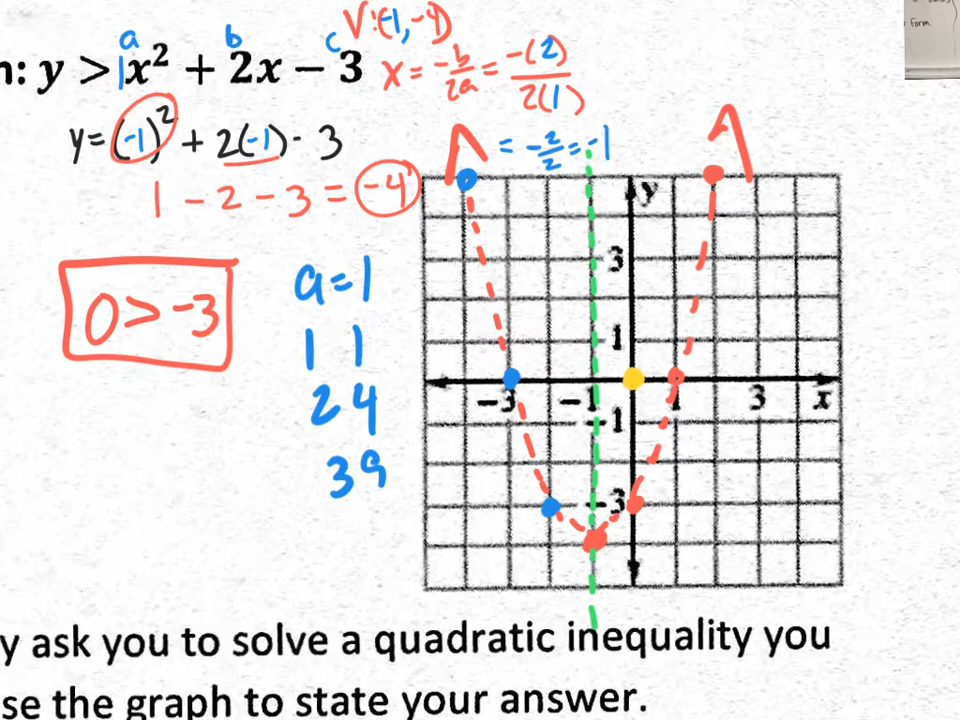 V:(-1,-4)
a b c
n: y > 1x² + 2x − 3
x = -b/2a = -(2)/2(1)
= -2/2 = -1
y = (-1)² + 2(-1) - 3
1 - 2 - 3 = -4
0 > -3
a = 1
1 1
2 4
3 9
y
3
1
−3 −1 1 3 x
1
−3
y ask you to solve a quadratic inequality you
se the graph to state your answer.
form.